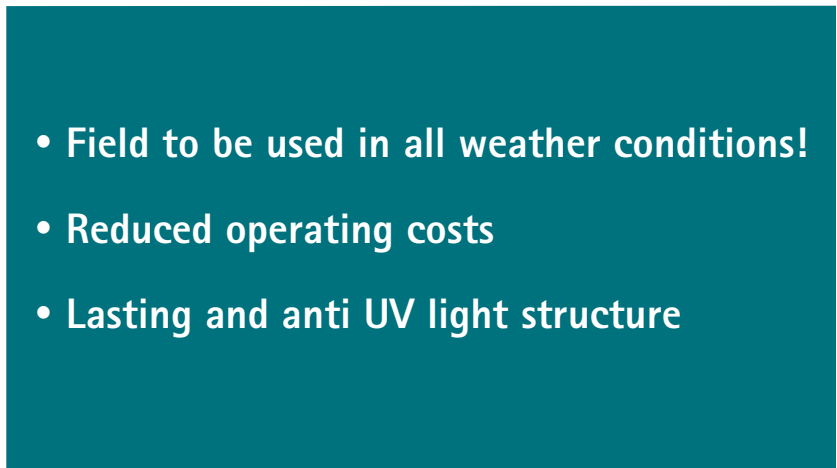 • Field to be used in all weather conditions!
• Reduced operating costs
• Lasting and anti UV light structure